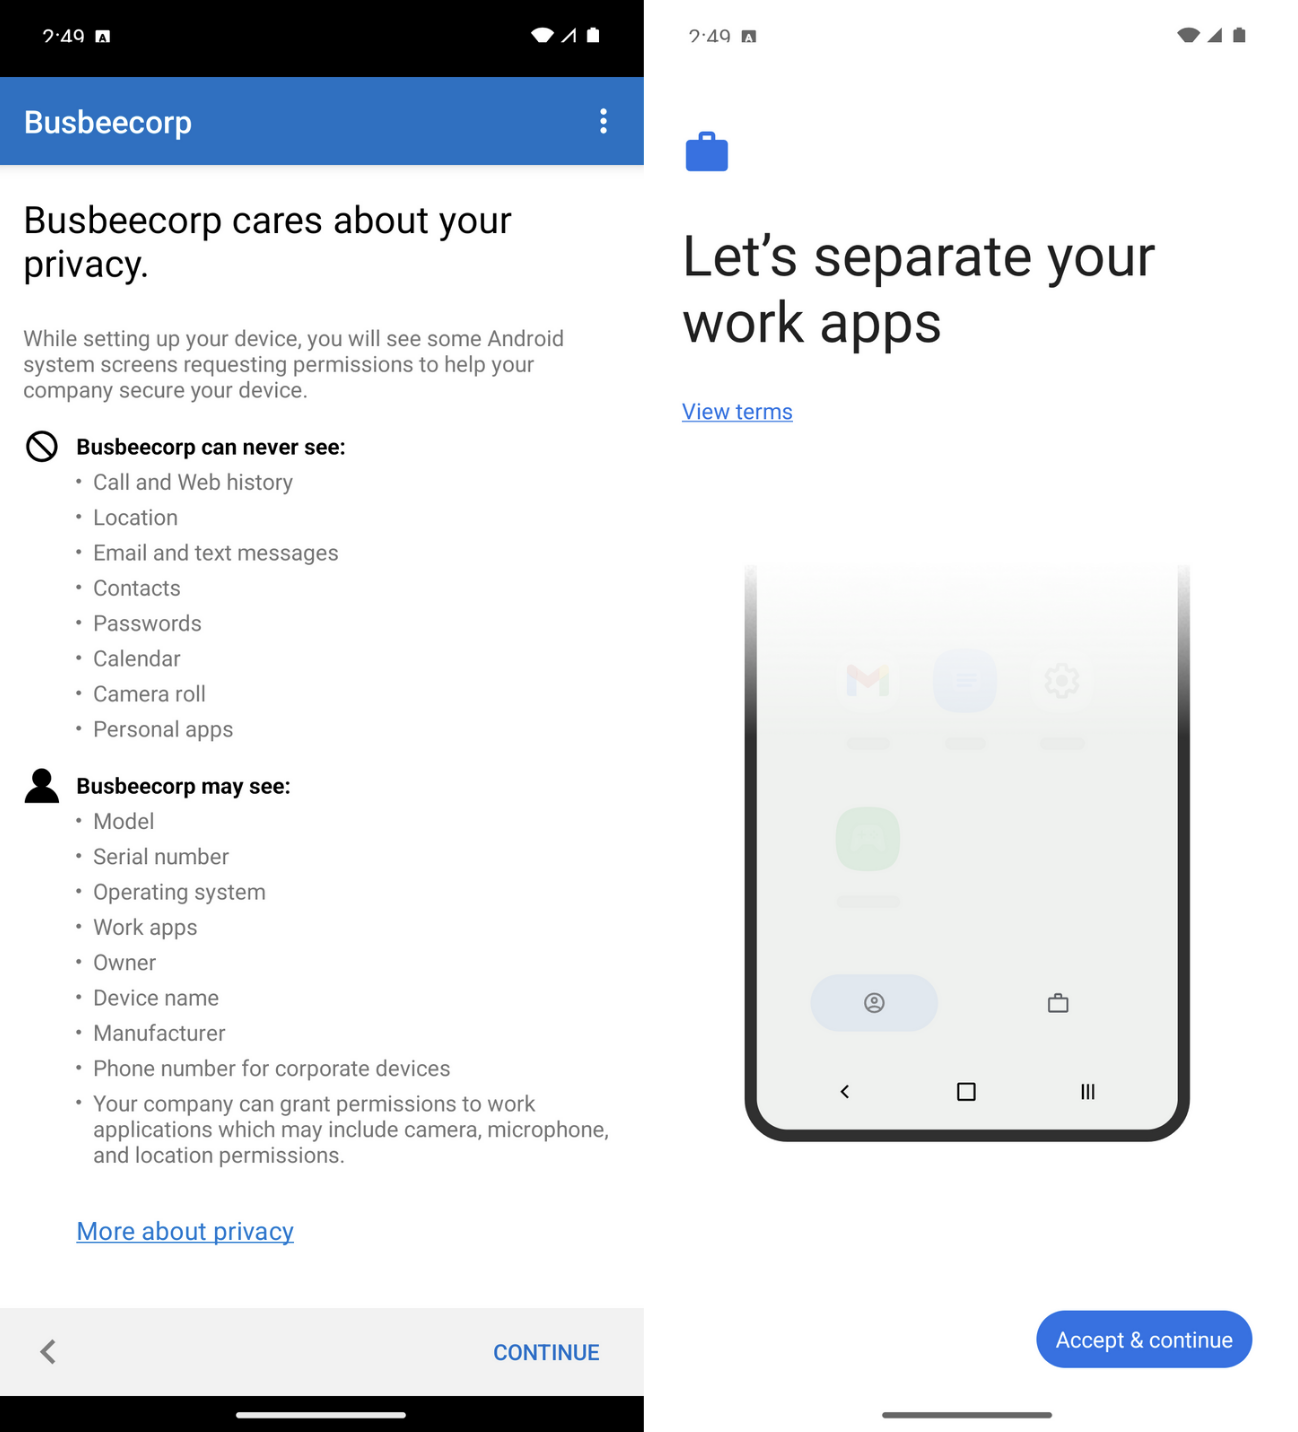 2:49 A
Busbeecorp
Busbeecorp cares about your
privacy.
While setting up your device, you will see some Android
system screens requesting permissions to help your
company secure your device.
Busbeecorp can never see:
• Call and Web history
• Location
• Email and text messages
• Contacts
• Passwords
• Calendar
• Camera roll
• Personal apps
Busbeecorp may see:
• Model
• Serial number
• Operating system
• Work apps
• Owner
• Device name
• Manufacturer
• Phone number for corporate devices
• Your company can grant permissions to work
applications which may include camera, microphone,
and location permissions.
More about privacy
CONTINUE
2:49 A
Let’s separate your
work apps
View terms
Accept & continue